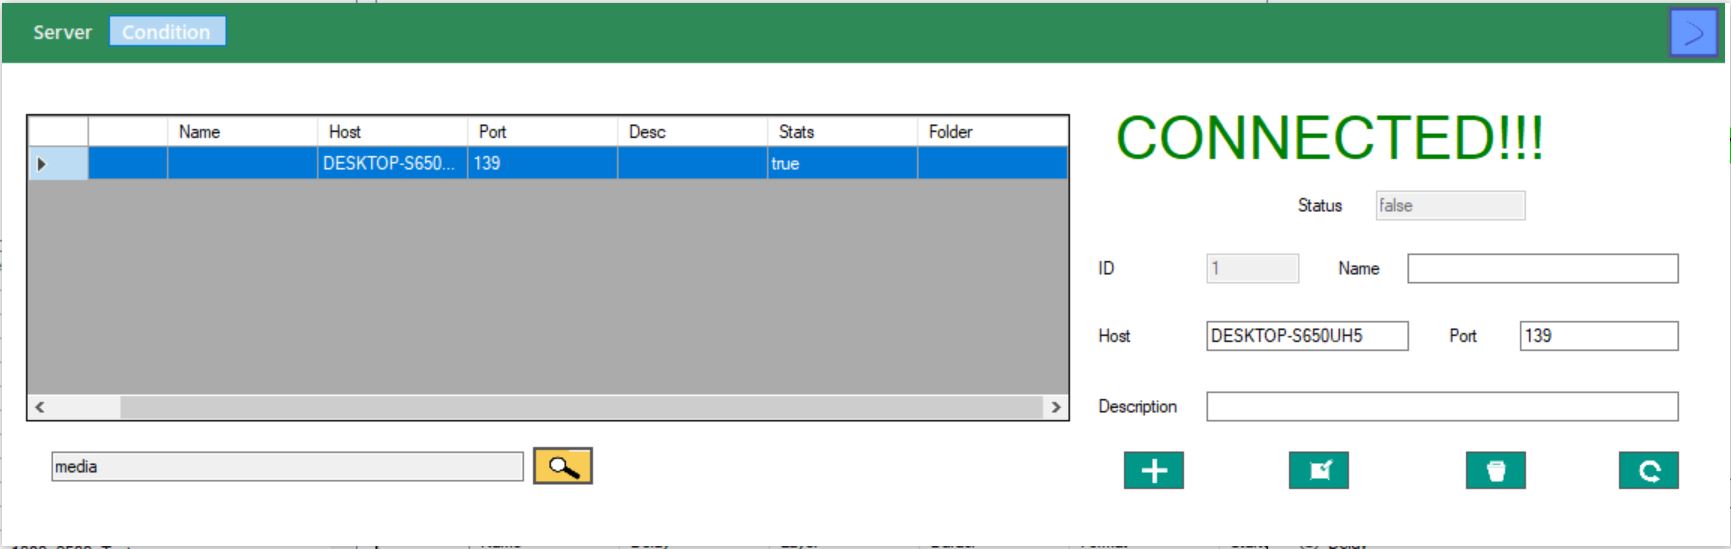 Server Condition
Name Host Port Desc Stats Folder
DESKTOP-S650... 139 true
CONNECTED!!!
Status false
ID 1 Name
Host DESKTOP-S650UH5 Port 139
Description
media